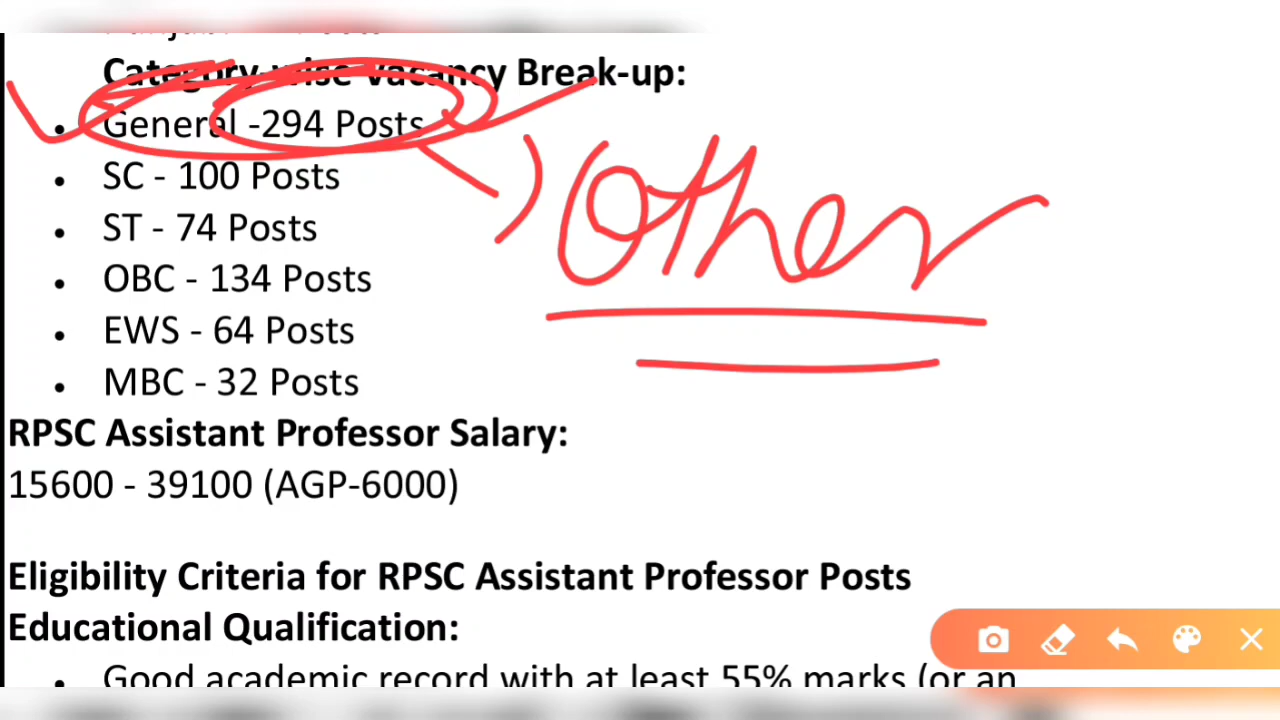 Category-wise Vacancy Break-up:
• General -294 Posts
• SC - 100 Posts
• ST - 74 Posts
Other
• OBC - 134 Posts
• EWS - 64 Posts
• MBC - 32 Posts
RPSC Assistant Professor Salary:
15600 - 39100 (AGP-6000)
Eligibility Criteria for RPSC Assistant Professor Posts
Educational Qualification:
• Good academic record with at least 55% marks (or an